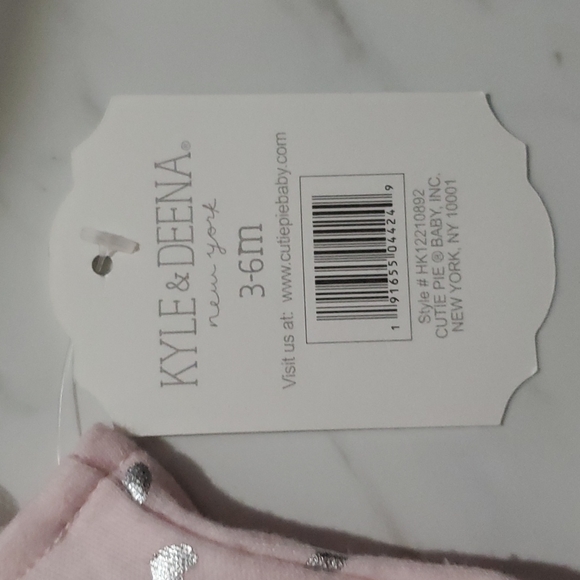 KYLE & DEENA®
new york
3-6m
Visit us at: www.cutiepiebaby.com
1 91655 04424 9
Style # HK12210892
CUTIE PIE ® BABY, INC.
NEW YORK, NY 10001